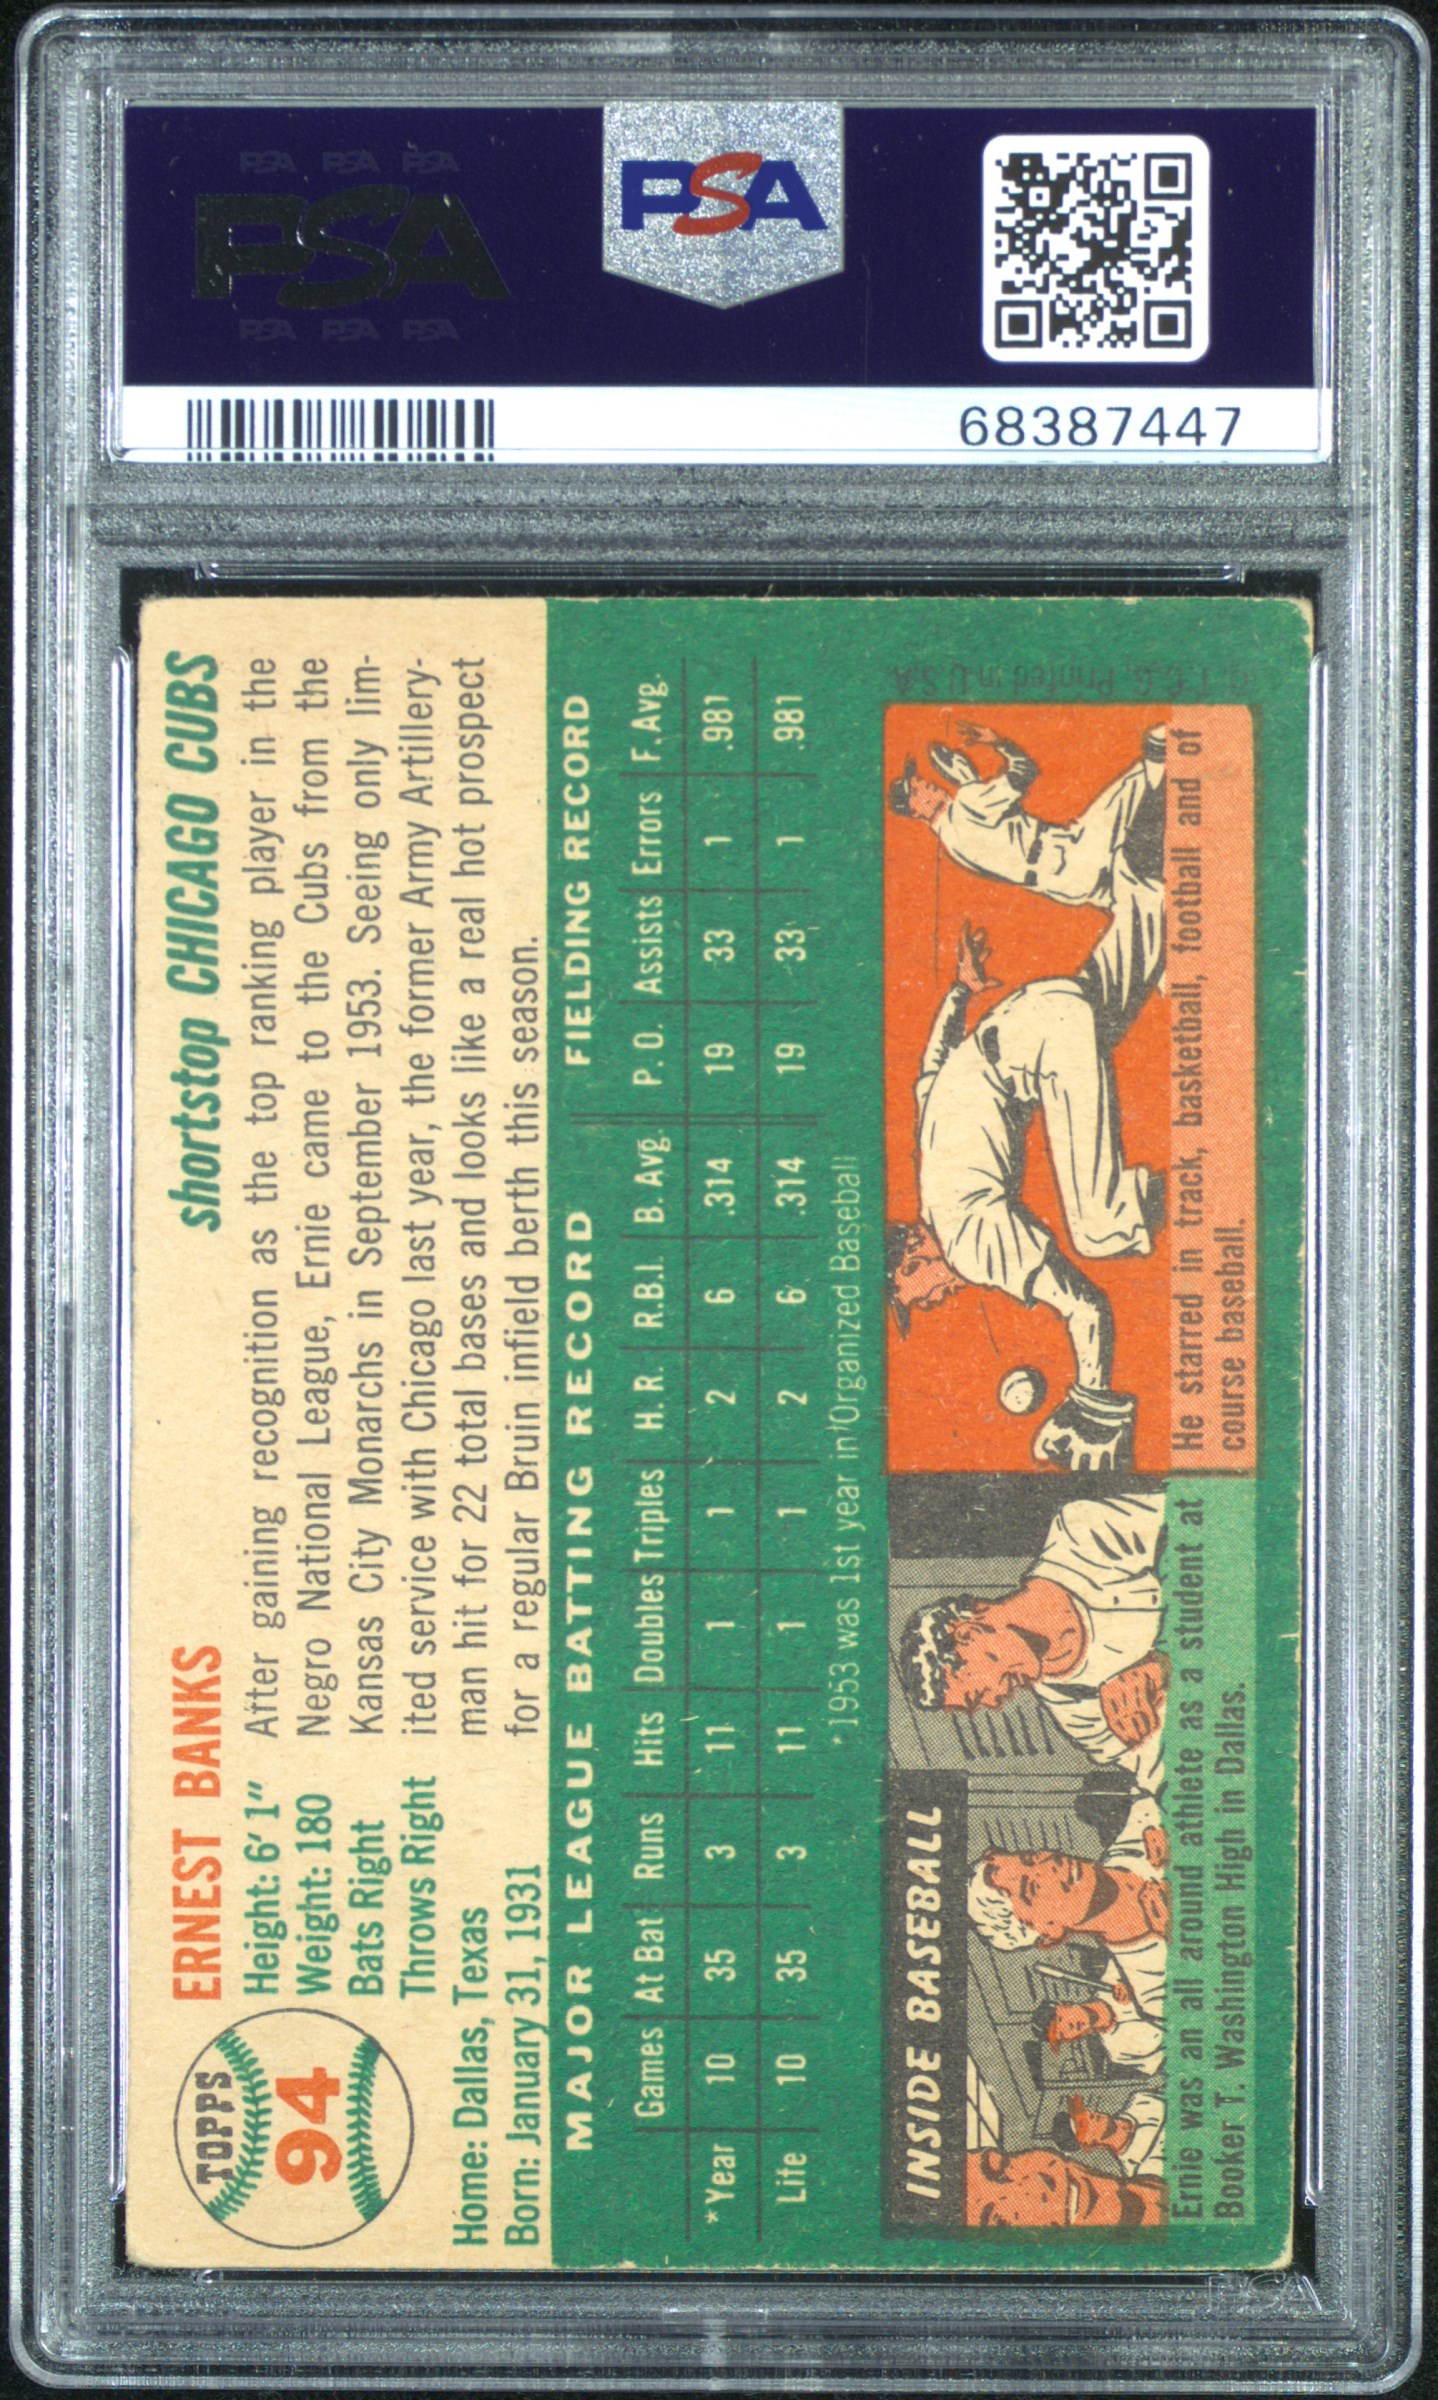 PSA PSA PSA
PSA
PSA PSA PSA
PSA
68387447
TOPPS
94
ERNEST BANKS
shortstop CHICAGO CUBS
Height: 6' 1"
Weight: 180
Bats Right
Throws Right
Home: Dallas, Texas
Born: January 31, 1931
After gaining recognition as the top ranking player in the
Negro National League, Ernie came to the Cubs from the
Kansas City Monarchs in September 1953. Seeing only lim-
ited service with Chicago last year, the former Army Artillery-
man hit for 22 total bases and looks like a real hot prospect
for a regular Bruin infield berth this season.
MAJOR LEAGUE BATTING RECORD FIELDING RECORD
Games At Bat Runs Hits Doubles Triples H. R. R.B.I. B. Avg. P. O. Assists Errors F. Avg.
*Year 10 35 3 11 1 1 2 6 .314 19 33 1 .981
Life 10 35 3 11 1 1 2 6 .314 19 33 1 .981
*1953 was 1st year in Organized Baseball
INSIDE BASEBALL
Ernie was an all around athlete as a student at
Booker T. Washington High in Dallas.
He starred in track, basketball, football and of
course baseball.
© T.C.G. Printed in U.S.A.
PSA